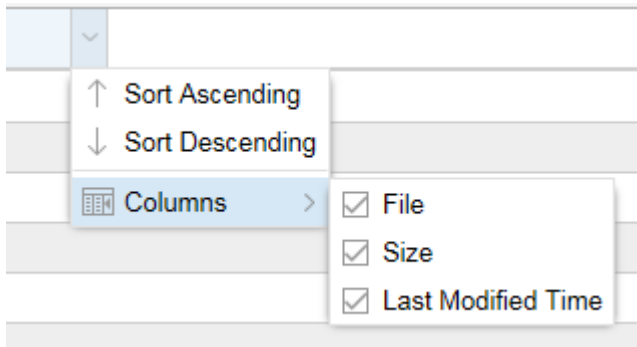 Sort Ascending
Sort Descending
Columns
File
Size
Last Modified Time